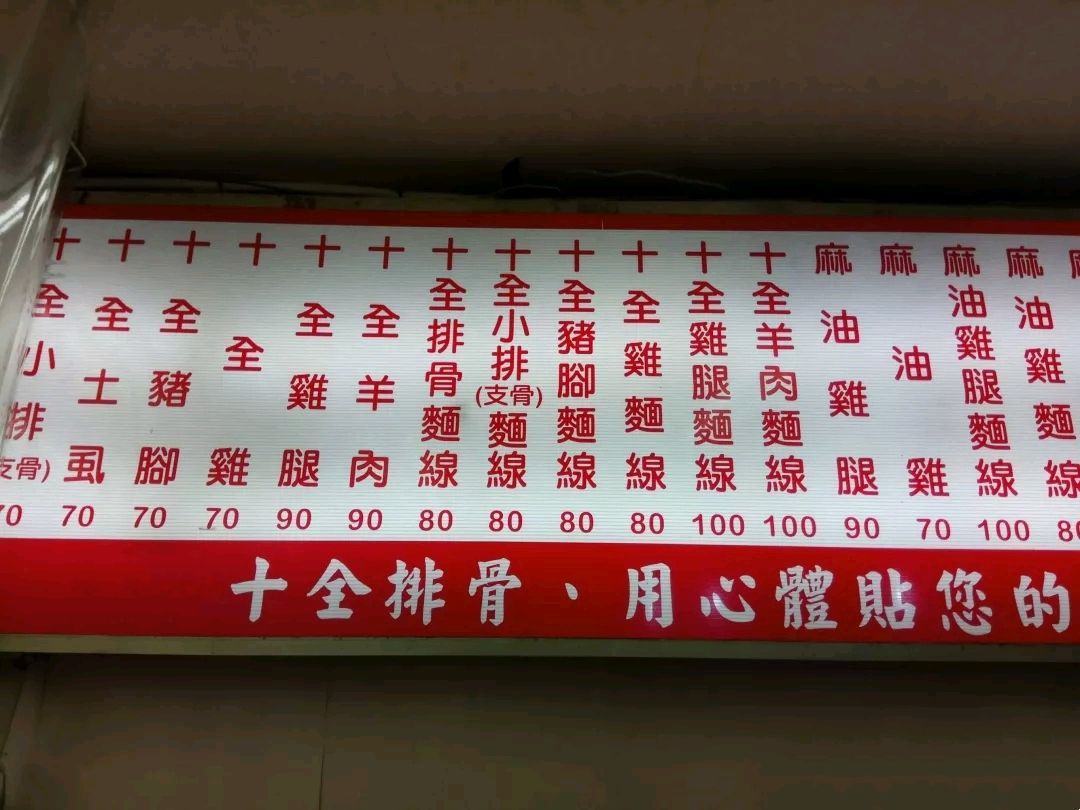 十全小排(支骨) 70
十全土虱 70
十全豬腳 70
十全雞 70
十全雞腿 90
十全羊肉 90
十全排骨麵線 80
十全小排(支骨)麵線 80
十全豬腳麵線 80
十全雞麵線 80
十全雞腿麵線 100
十全羊肉麵線 100
麻油雞腿 90
麻油雞 70
麻油雞腿麵線 100
麻油雞麵線 80
十全排骨、用心體貼您的